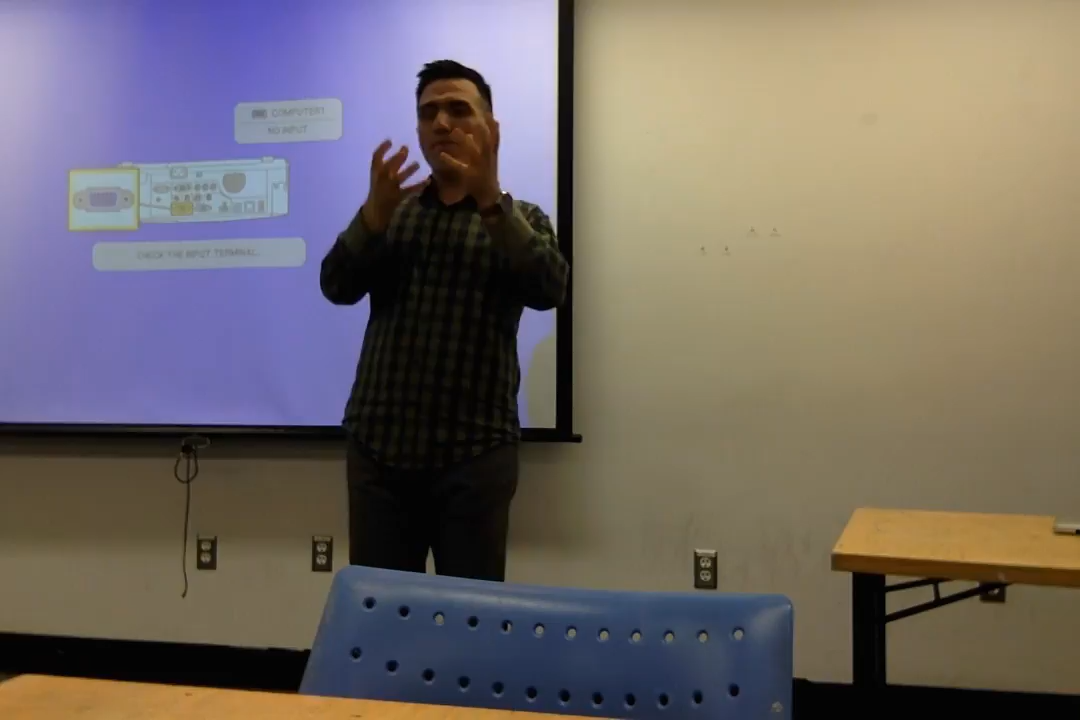 COMPUTER1
NO INPUT
CHECK THE INPUT TERMINAL.